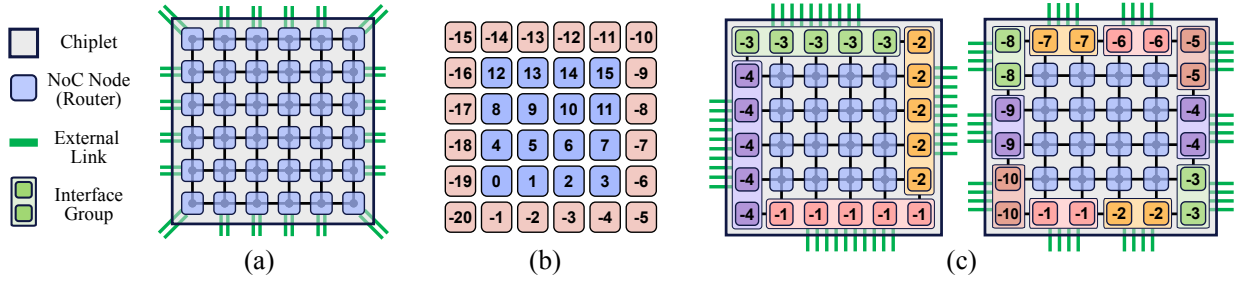 Chiplet
NoC Node
(Router)
External
Link
Interface
Group
(a)
-15 -14 -13 -12 -11 -10
-16 12 13 14 15 -9
-17 8 9 10 11 -8
-18 4 5 6 7 -7
-19 0 1 2 3 -6
-20 -1 -2 -3 -4 -5
(b)
-3 -3 -3 -3 -3 -2
-4 -2
-4 -2
-4 -2
-4 -2
-4 -1 -1 -1 -1 -1
-8 -7 -7 -6 -6 -5
-8 -5
-9 -4
-9 -4
-10 -3
-10 -1 -1 -2 -2 -3
(c)